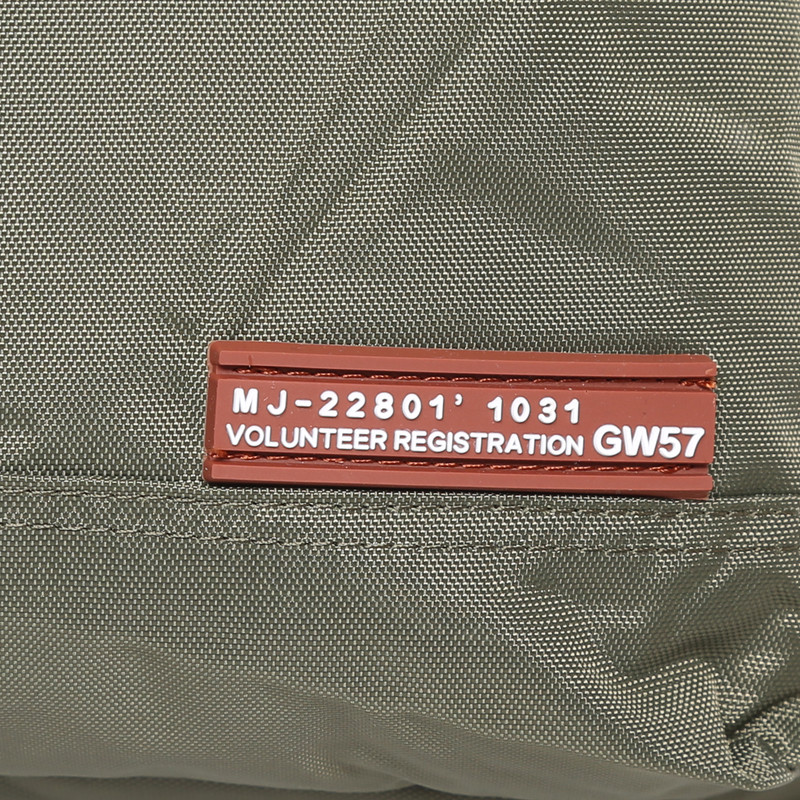 MJ-22801' 1031
VOLUNTEER REGISTRATION GW57